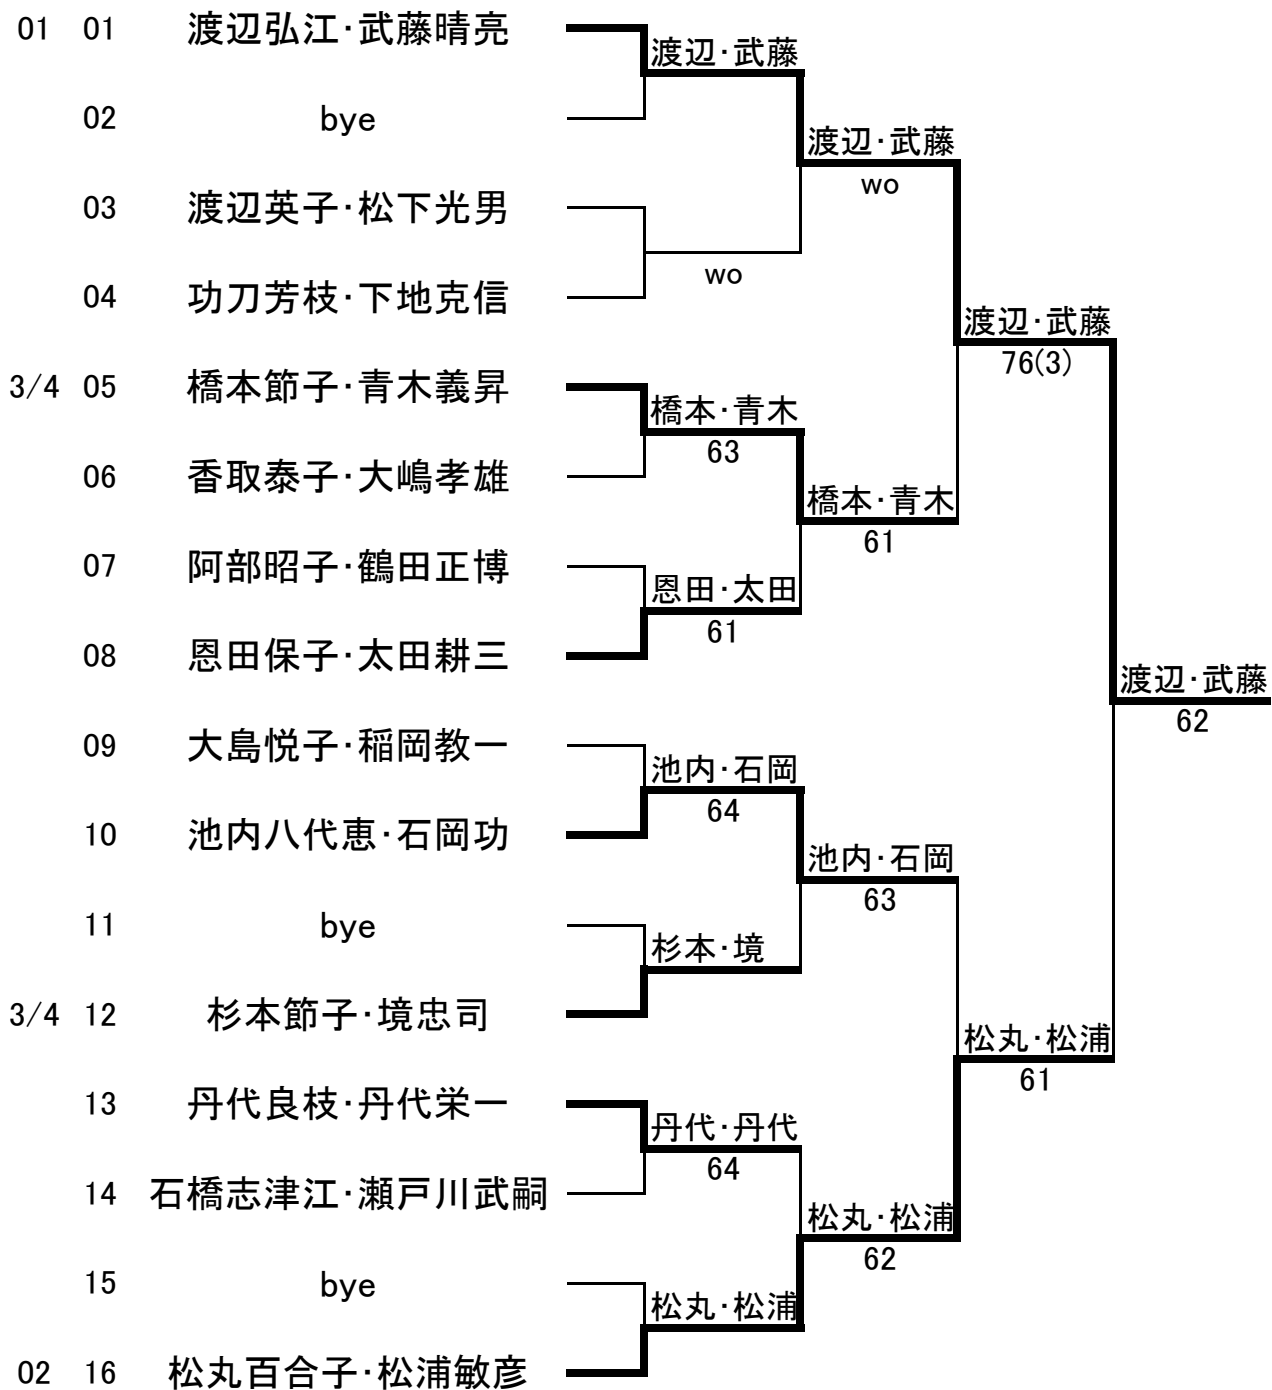 01 01 渡辺弘江･武藤晴亮
渡辺･武藤
02 bye
渡辺･武藤
wo
03 渡辺英子･松下光男
wo
04 功刀芳枝･下地克信
渡辺･武藤
76(3)
3/4 05 橋本節子･青木義昇
橋本･青木
63
06 香取泰子･大嶋孝雄
橋本･青木
61
07 阿部昭子･鶴田正博
恩田･太田
61
08 恩田保子･太田耕三
渡辺･武藤
62
09 大島悦子･稲岡教一
池内･石岡
64
10 池内八代恵･石岡功
池内･石岡
63
11 bye
杉本･境
3/4 12 杉本節子･境忠司
松丸･松浦
61
13 丹代良枝･丹代栄一
丹代･丹代
64
14 石橋志津江･瀬戸川武嗣
松丸･松浦
62
15 bye
松丸･松浦
02 16 松丸百合子･松浦敏彦